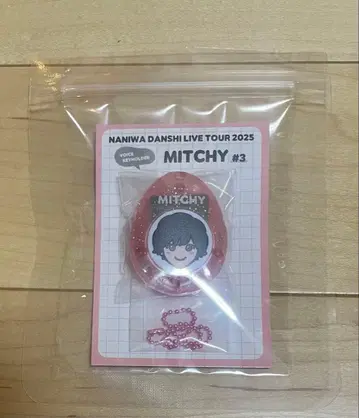 NANIWA DANSHI LIVE TOUR 2025
VOICE
KEYHOLDER
MITCHY #3
MITCHY